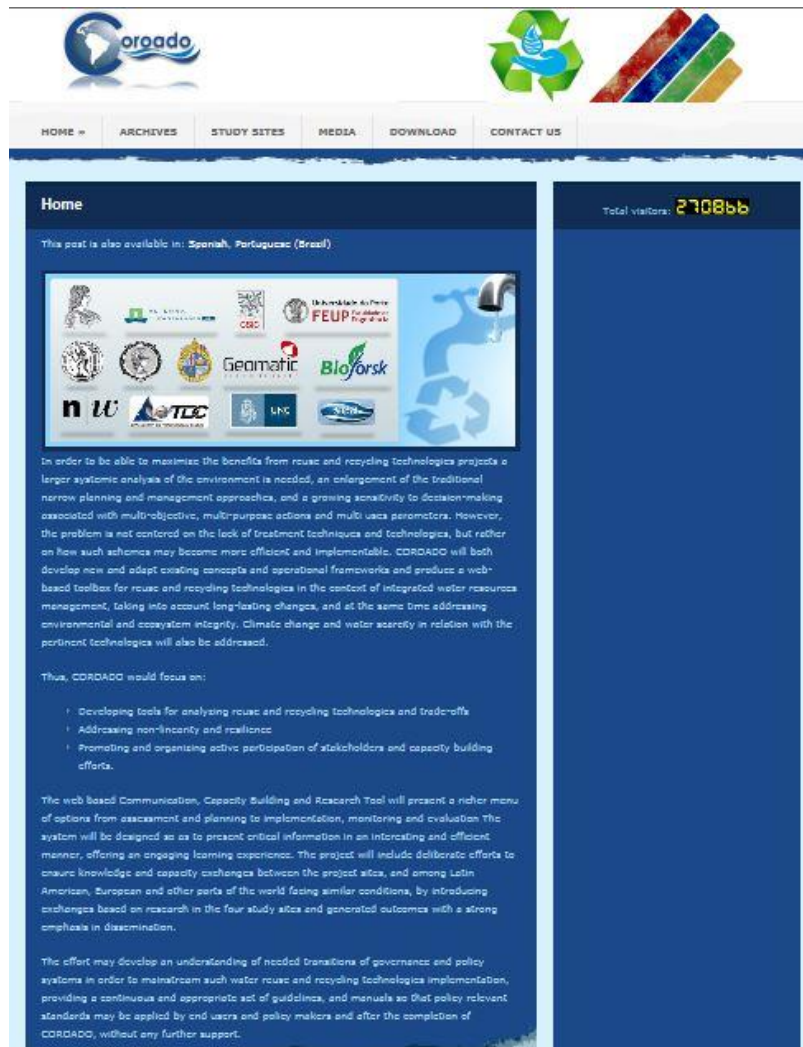 Coroado
HOME »
ARCHIVES
STUDY SITES
MEDIA
DOWNLOAD
CONTACT US
Home
Total visitors: 270866
This post is also available in: Spanish, Portuguese (Brazil)
CSIC
Universidade do Porto
FEUP Faculdade de
Engenharia
Geomatic
Bioforsk
n w
TDC
UNC
In order to be able to maximise the benefits from reuse and recycling technologies projects a
larger systemic analysis of the environment is needed, an enlargement of the traditional
narrow planning and management approaches, and a growing sensitivity to decision-making
associated with multi-objective, multi-purpose actions and multi uses parameters. However,
the problem is not centered on the lack of treatment techniques and technologies, but rather
on how such schemes may become more efficient and implementable. COROADO will both
develop new and adapt existing concepts and operational frameworks and produce a web-
based toolbox for reuse and recycling technologies in the context of integrated water resources
management, taking into account long-lasting changes, and at the same time addressing
environmental and ecosystem integrity. Climate change and water scarcity in relation with the
pertinent technologies will also be addressed.
Thus, COROADO would focus on:
Developing tools for analyzing reuse and recycling technologies and trade-offs
Addressing non-linearity and resilience
Promoting and organising active participation of stakeholders and capacity building
efforts.
The web based Communication, Capacity Building and Research Tool will present a richer menu
of options from assessment and planning to implementation, monitoring and evaluation The
system will be designed so as to present critical information in an interesting and efficient
manner, offering an engaging learning experience. The project will include deliberate efforts to
ensure knowledge and capacity exchanges between the project sites, and among Latin
American, European and other parts of the world facing similar conditions, by introducing
exchanges based on research in the four study sites and generated outcomes with a strong
emphasis in dissemination.
The effort may develop an understanding of needed transitions of governance and policy
systems in order to mainstream such water reuse and recycling technologies implementation,
providing a continuous and appropriate set of guidelines, and manuals so that policy relevant
standards may be applied by end users and policy makers and after the completion of
COROADO, without any further support.